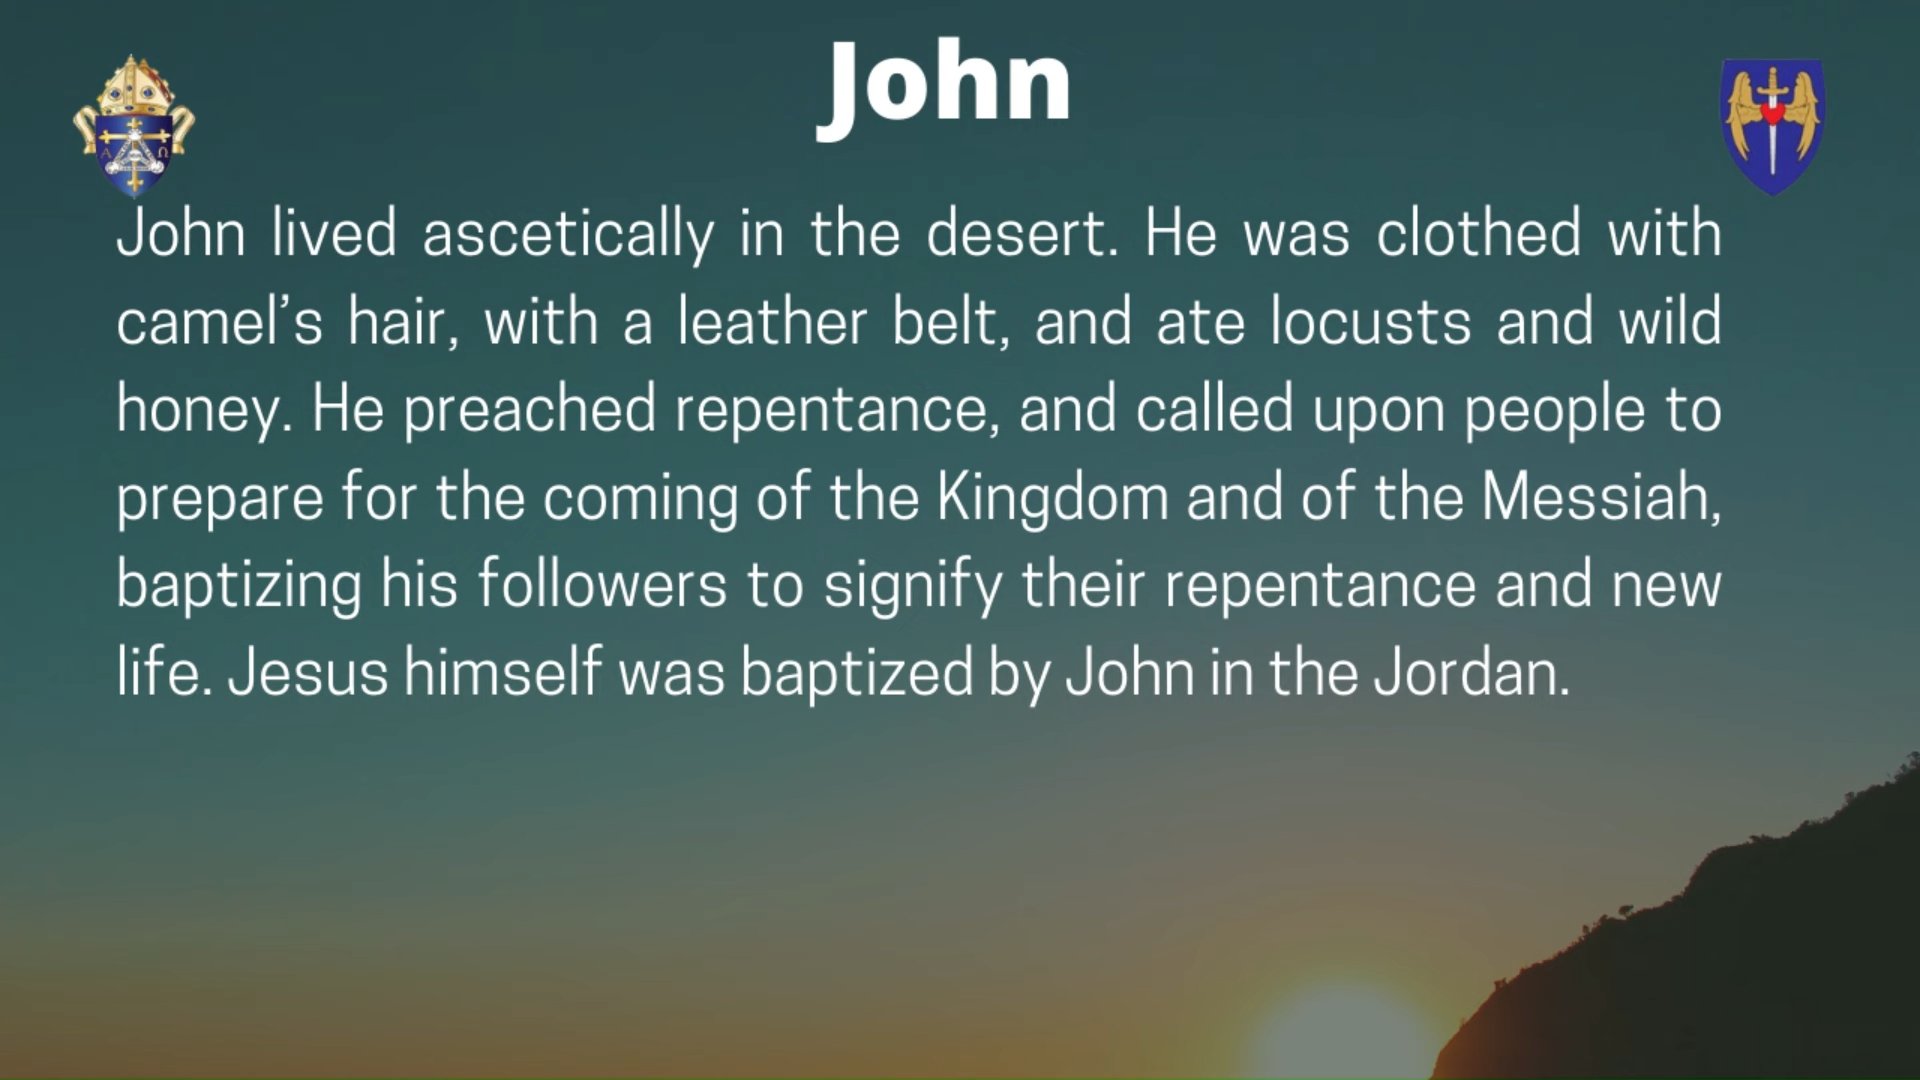 John
John lived ascetically in the desert. He was clothed with
camel’s hair, with a leather belt, and ate locusts and wild
honey. He preached repentance, and called upon people to
prepare for the coming of the Kingdom and of the Messiah,
baptizing his followers to signify their repentance and new
life. Jesus himself was baptized by John in the Jordan.
Α Ω